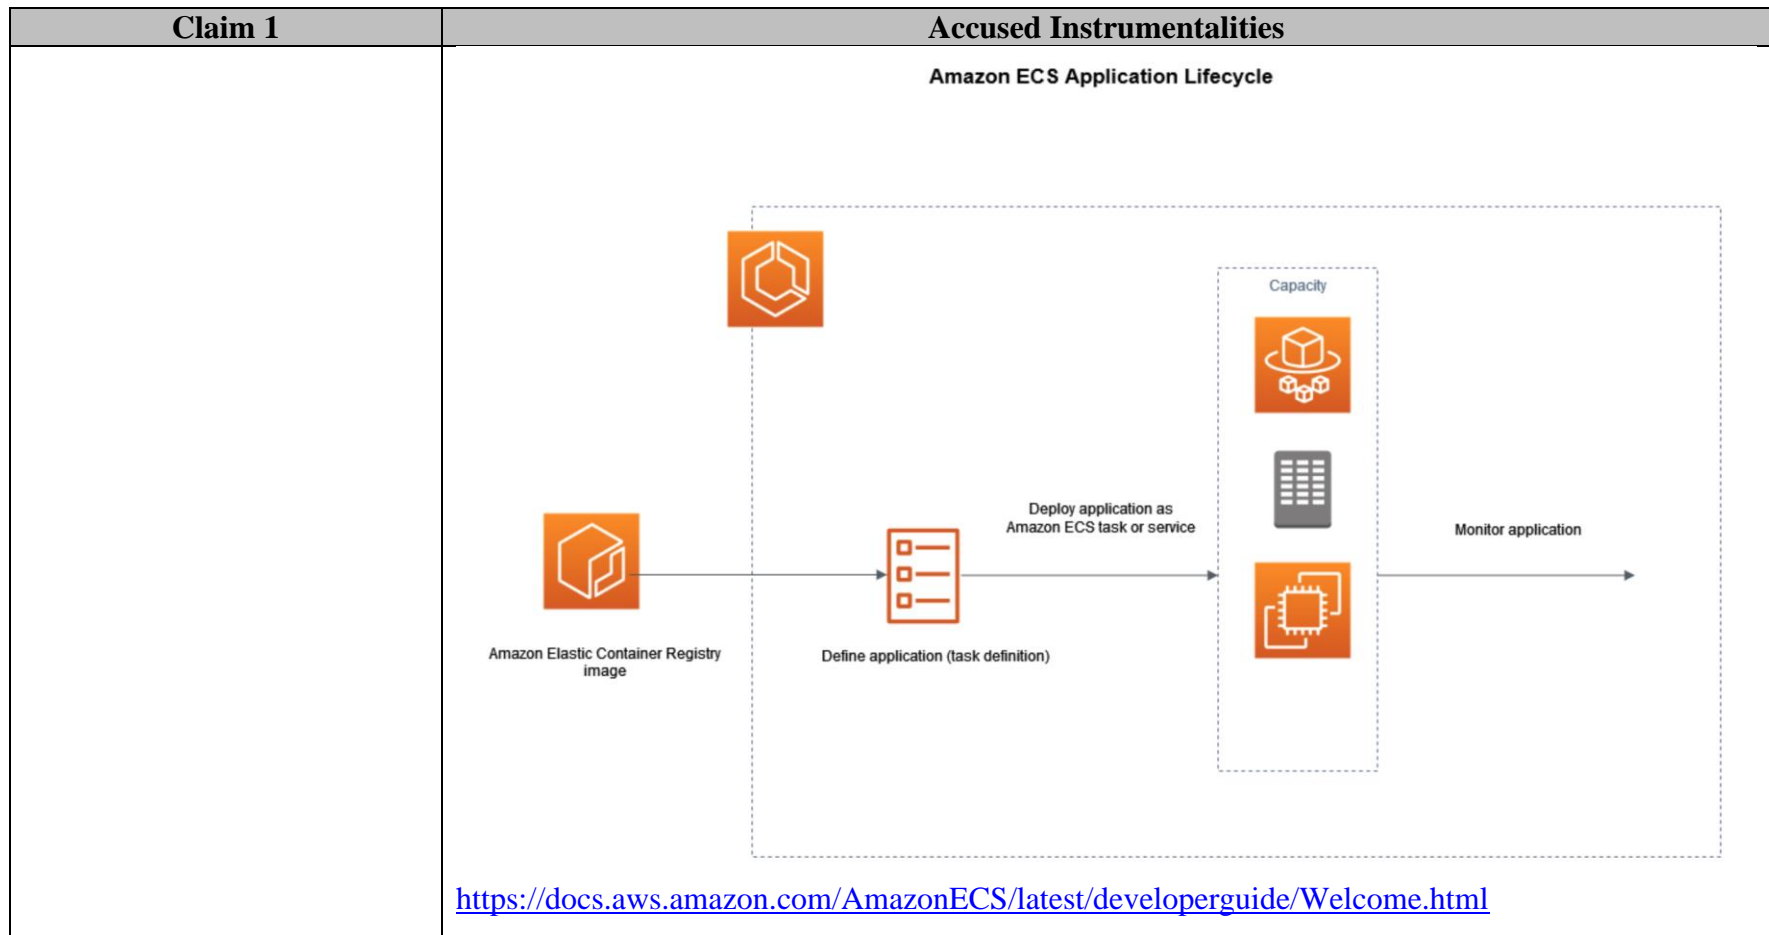 Claim 1
Accused Instrumentalities
Amazon ECS Application Lifecycle
Capacity
Deploy application as
Amazon ECS task or service
Monitor application
Amazon Elastic Container Registry
image
Define application (task definition)
https://docs.aws.amazon.com/AmazonECS/latest/developerguide/Welcome.html